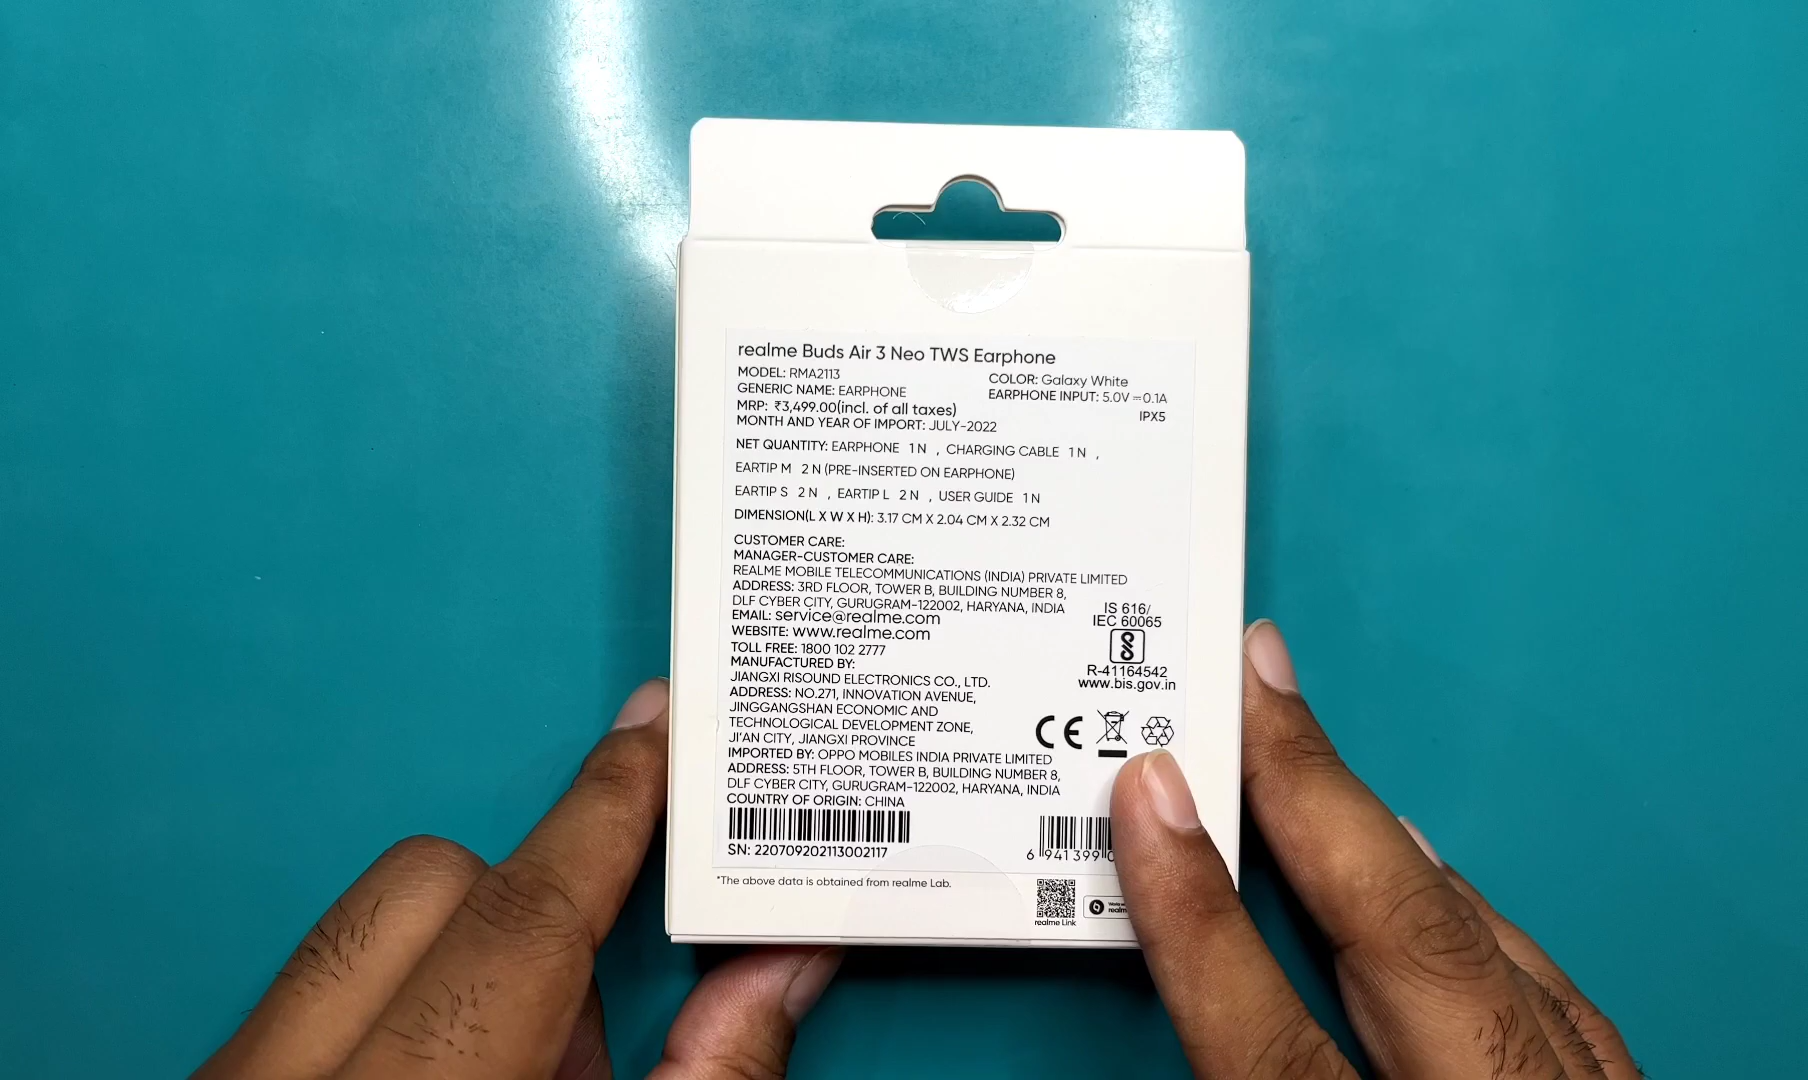 realme Buds Air 3 Neo TWS Earphone
MODEL: RMA2113
COLOR: Galaxy White
GENERIC NAME: EARPHONE
EARPHONE INPUT: 5.0V⎓0.1A
MRP: ₹3,499.00(incl. of all taxes)
IPX5
MONTH AND YEAR OF IMPORT: JULY-2022
NET QUANTITY: EARPHONE 1 N , CHARGING CABLE 1 N ,
EARTIP M 2 N (PRE-INSERTED ON EARPHONE)
EARTIP S 2 N , EARTIP L 2 N , USER GUIDE 1 N
DIMENSION(L X W X H): 3.17 CM X 2.04 CM X 2.32 CM
CUSTOMER CARE:
MANAGER-CUSTOMER CARE:
REALME MOBILE TELECOMMUNICATIONS (INDIA) PRIVATE LIMITED
ADDRESS: 3RD FLOOR, TOWER B, BUILDING NUMBER 8,
DLF CYBER CITY, GURUGRAM-122002, HARYANA, INDIA
EMAIL: service@realme.com
WEBSITE: www.realme.com
TOLL FREE: 1800 102 2777
MANUFACTURED BY:
JIANGXI RISOUND ELECTRONICS CO., LTD.
ADDRESS: NO.271, INNOVATION AVENUE,
JINGGANGSHAN ECONOMIC AND
TECHNOLOGICAL DEVELOPMENT ZONE,
JI'AN CITY, JIANGXI PROVINCE
IMPORTED BY: OPPO MOBILES INDIA PRIVATE LIMITED
ADDRESS: 5TH FLOOR, TOWER B, BUILDING NUMBER 8,
DLF CYBER CITY, GURUGRAM-122002, HARYANA, INDIA
COUNTRY OF ORIGIN: CHINA
SN: 220709202113002117
IS 616/
IEC 60065
R-41164542
www.bis.gov.in
CE
6 941399
*The above data is obtained from realme Lab.
realme Link
realme